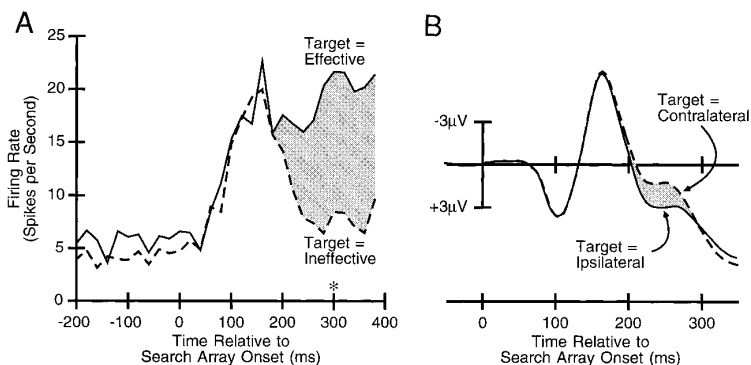 A
Target =
Effective
25
20
15
10
5
0
Firing Rate
(Spikes per Second)
Target =
Ineffective
*
-200 -100 0 100 200 300 400
Time Relative to
Search Array Onset (ms)
B
Target =
Contralateral
-3µV
+3µV
Target =
Ipsilateral
0 100 200 300
Time Relative to
Search Array Onset (ms)